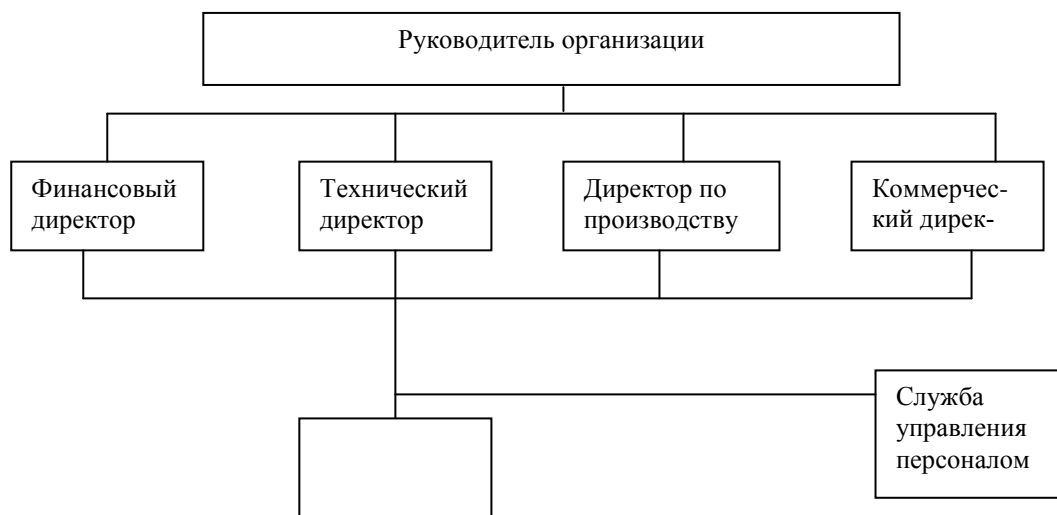 Руководитель организации
Финансовый
директор
Технический
директор
Директор по
производству
Коммерчес-
кий дирек-
Служба
управления
персоналом